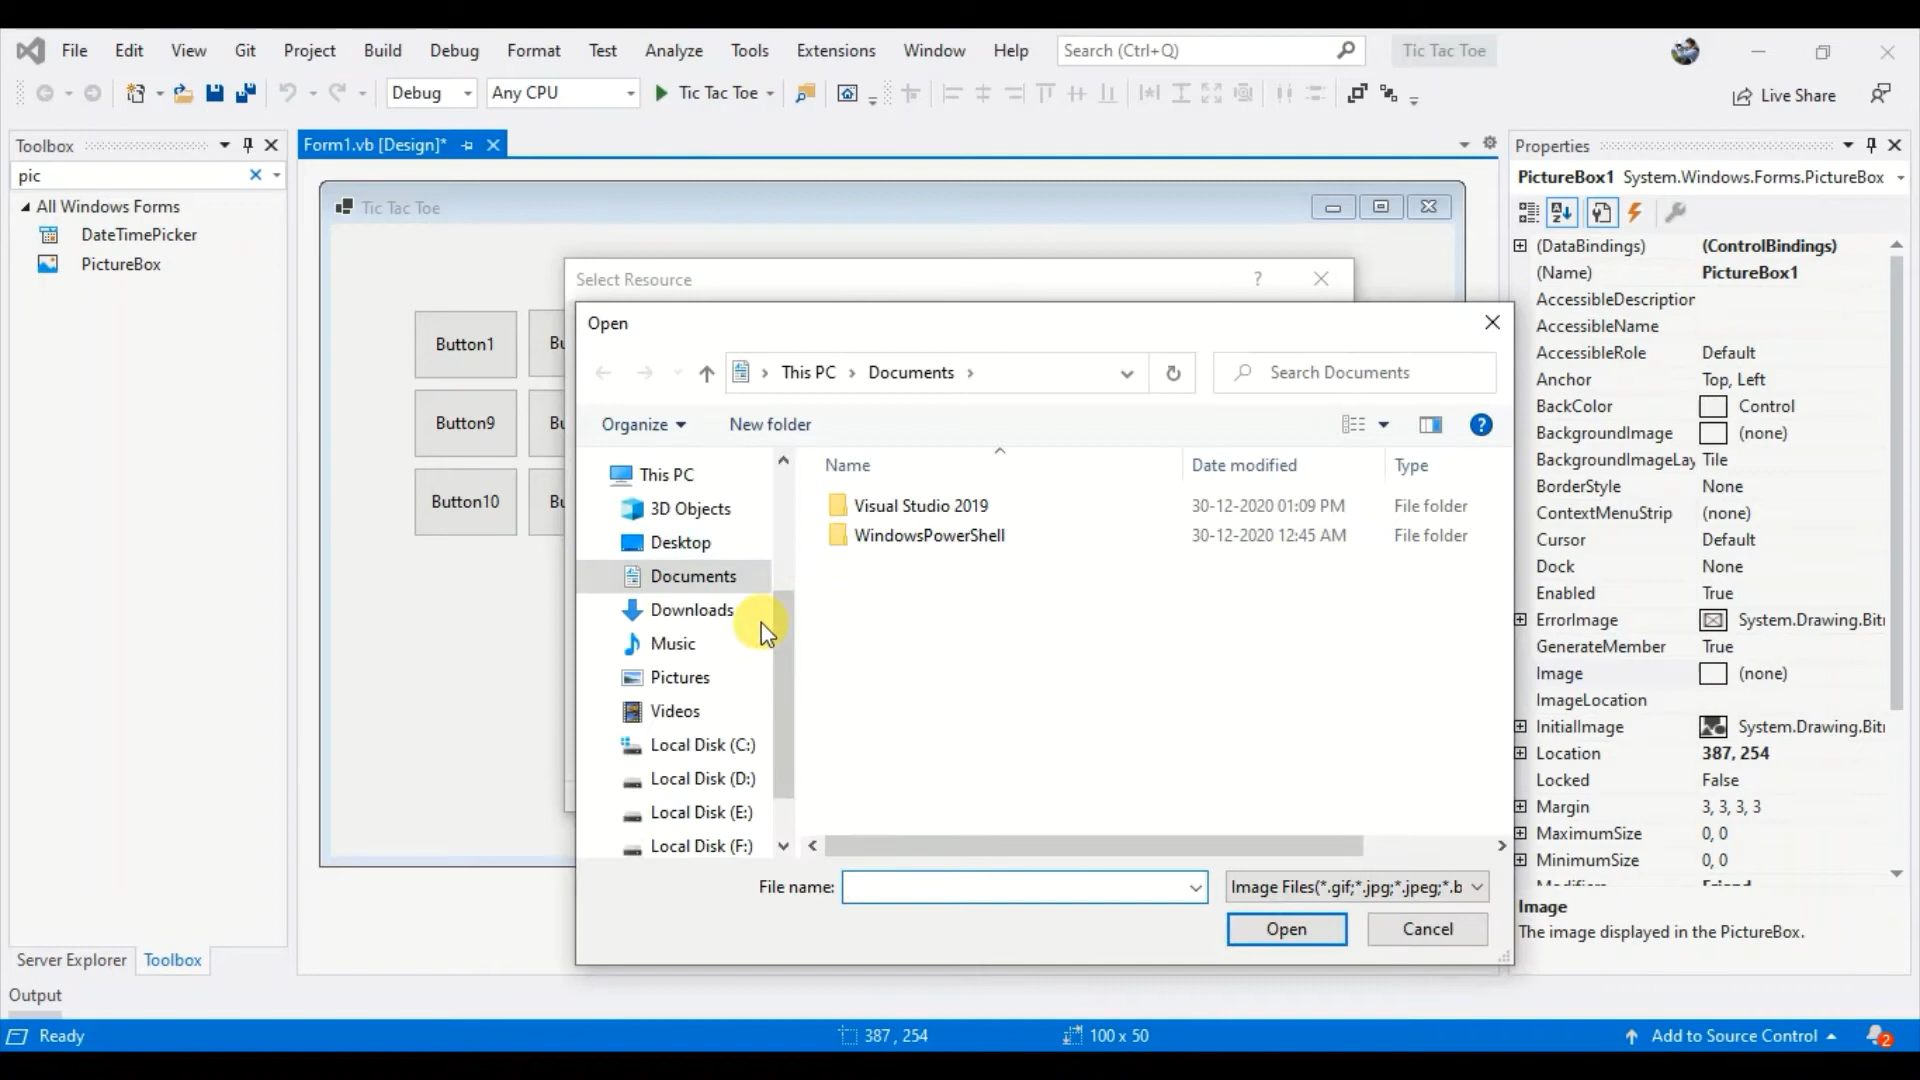 File Edit View Git Project Build Debug Format Test Analyze Tools Extensions Window Help Search (Ctrl+Q) Tic Tac Toe
Debug Any CPU Tic Tac Toe Live Share
Toolbox
pic
All Windows Forms
DateTimePicker
PictureBox
Server Explorer Toolbox
Output
Form1.vb [Design]*
Tic Tac Toe
Button1
Button9
Button10
Bu
Bu
Bu
Select Resource
?
Open
This PC Documents
Search Documents
Organize New folder
?
This PC
3D Objects
Desktop
Documents
Downloads
Music
Pictures
Videos
Local Disk (C:)
Local Disk (D:)
Local Disk (E:)
Local Disk (F:)
Name Date modified Type
Visual Studio 2019 30-12-2020 01:09 PM File folder
WindowsPowerShell 30-12-2020 12:45 AM File folder
File name: Image Files(*.gif;*.jpg;*.jpeg;*.b
Open Cancel
Properties
PictureBox1 System.Windows.Forms.PictureBox
(DataBindings) (ControlBindings)
(Name) PictureBox1
AccessibleDescription
AccessibleName
AccessibleRole Default
Anchor Top, Left
BackColor Control
BackgroundImage (none)
BackgroundImageLay Tile
BorderStyle None
ContextMenuStrip (none)
Cursor Default
Dock None
Enabled True
ErrorImage System.Drawing.Bit
GenerateMember True
Image (none)
ImageLocation
InitialImage System.Drawing.Bit
Location 387, 254
Locked False
Margin 3, 3, 3, 3
MaximumSize 0, 0
MinimumSize 0, 0
Modifiers Friend
Image
The image displayed in the PictureBox.
Ready 387 , 254 100 x 50 Add to Source Control 2